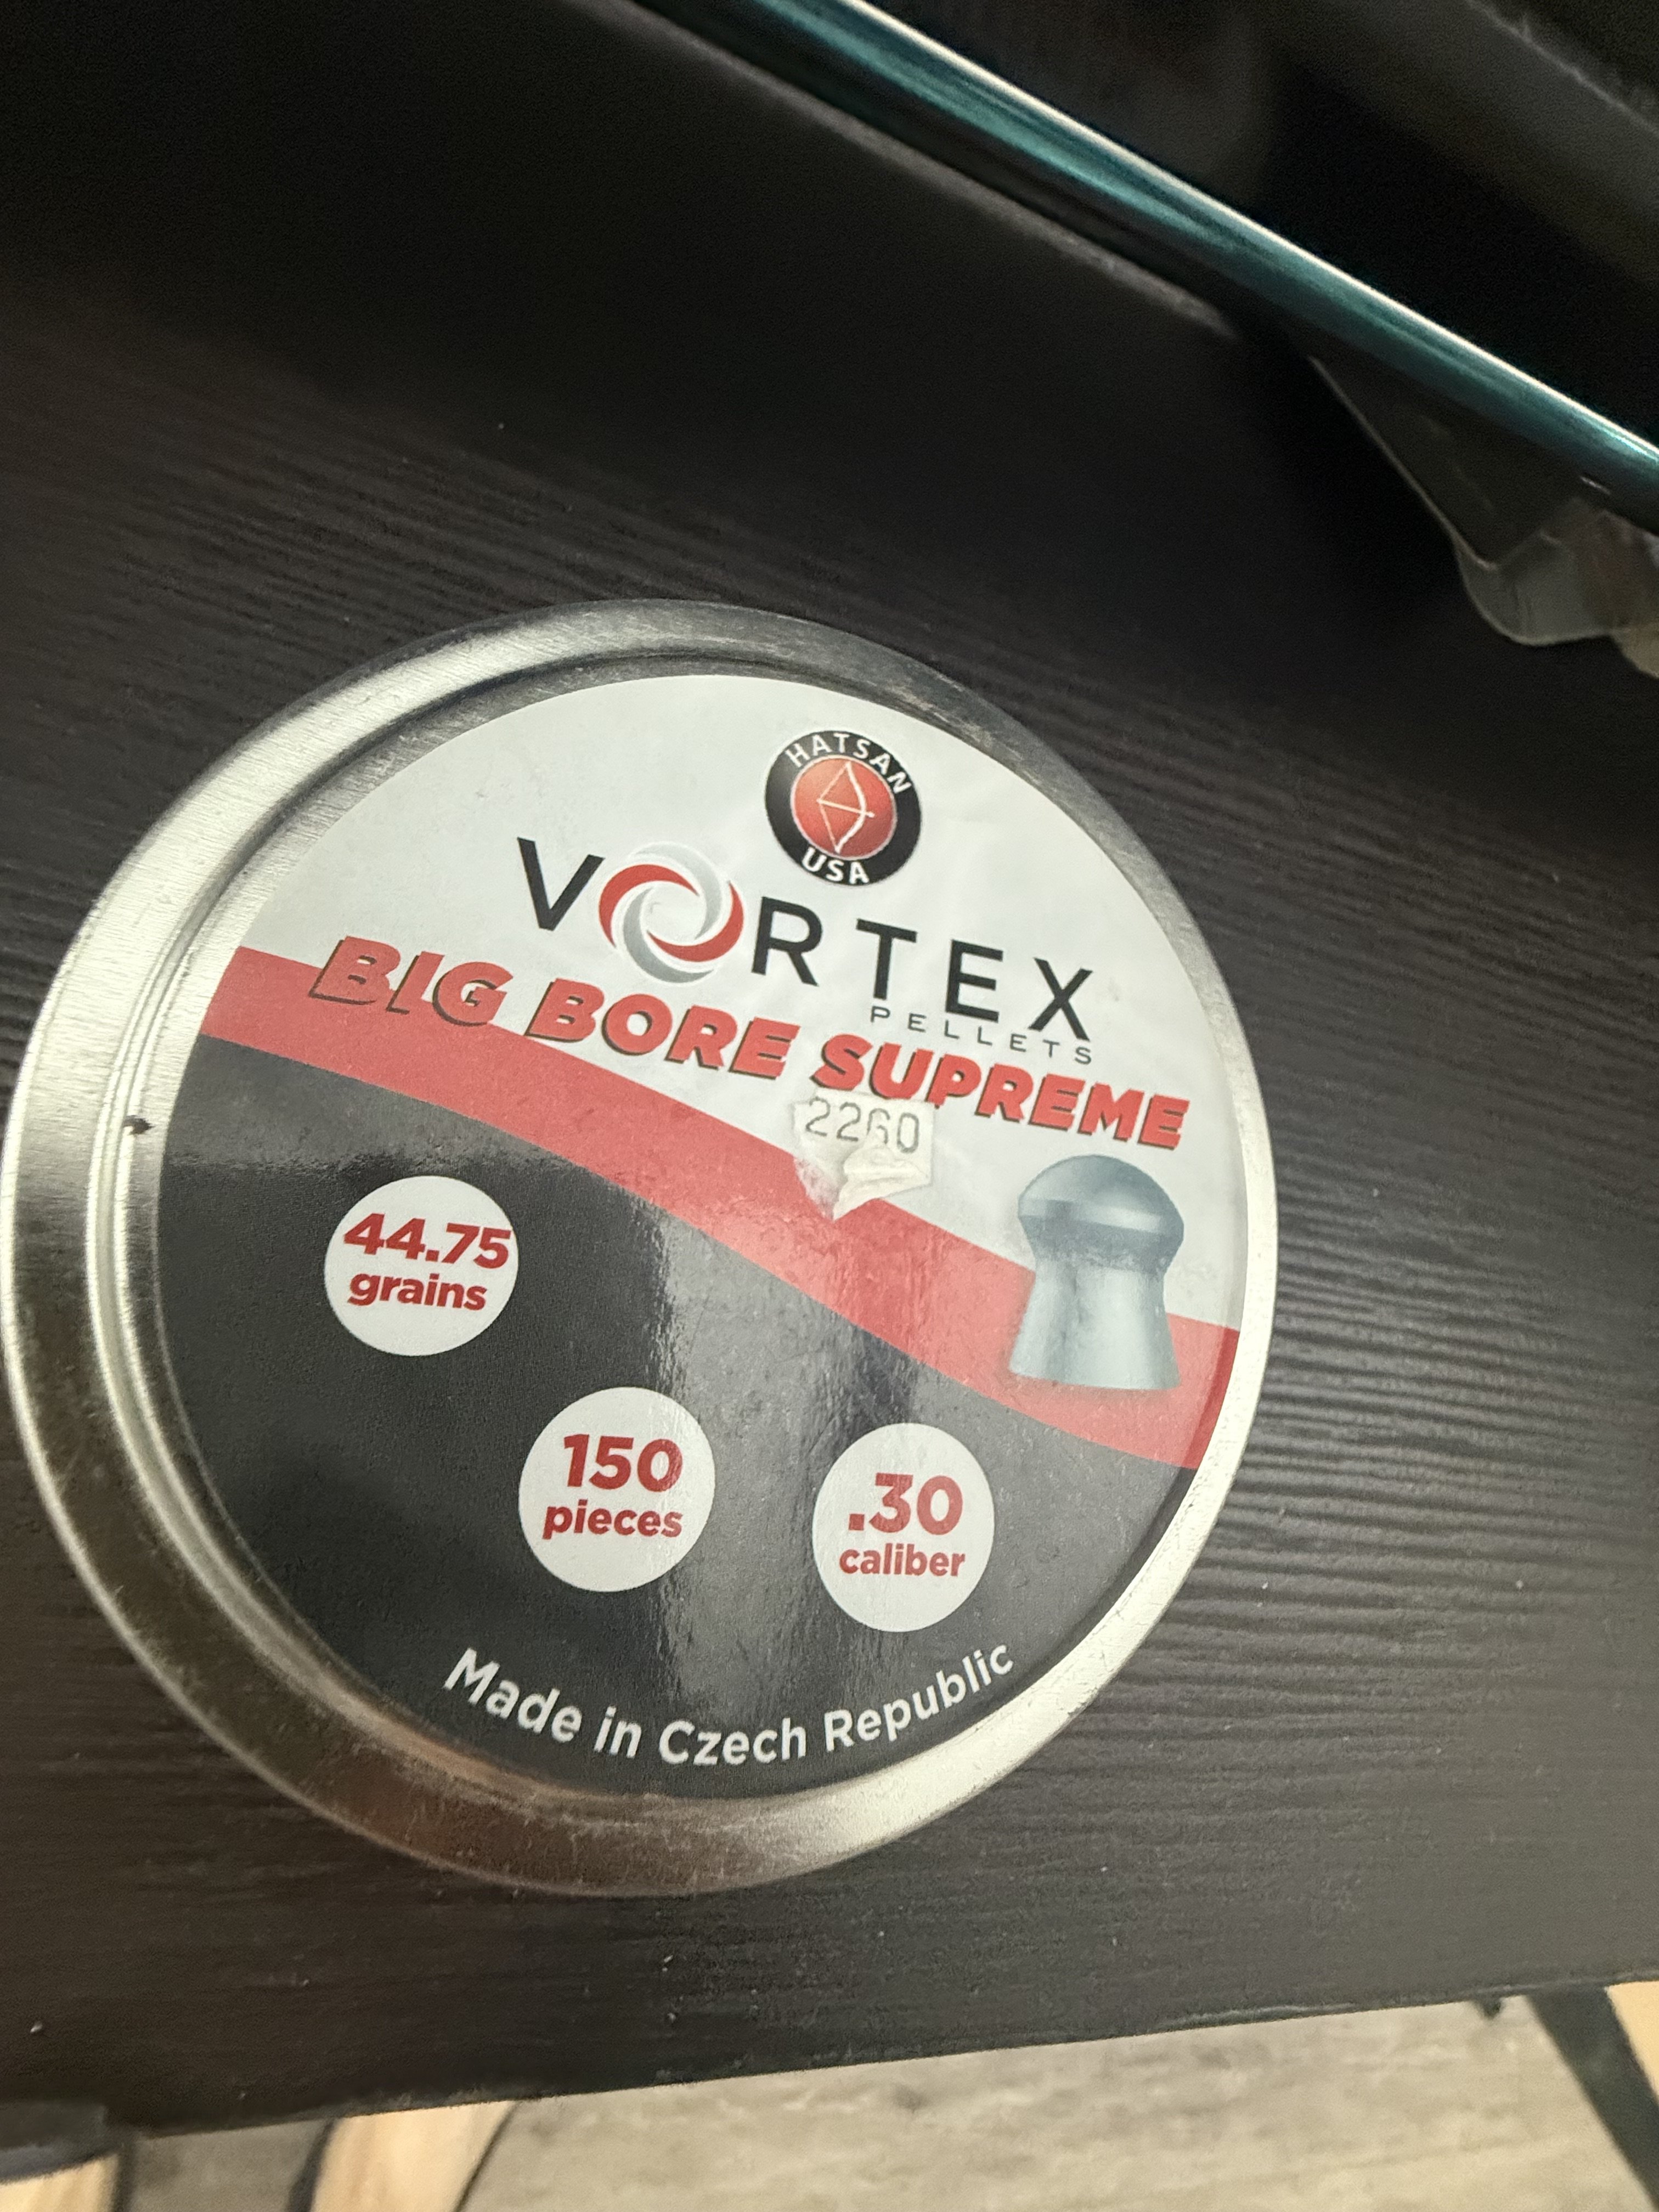 HATSAN
USA
VORTEX
PELLETS
BIG BORE SUPREME
2260
44.75
grains
150
pieces
.30
caliber
Made in Czech Republic